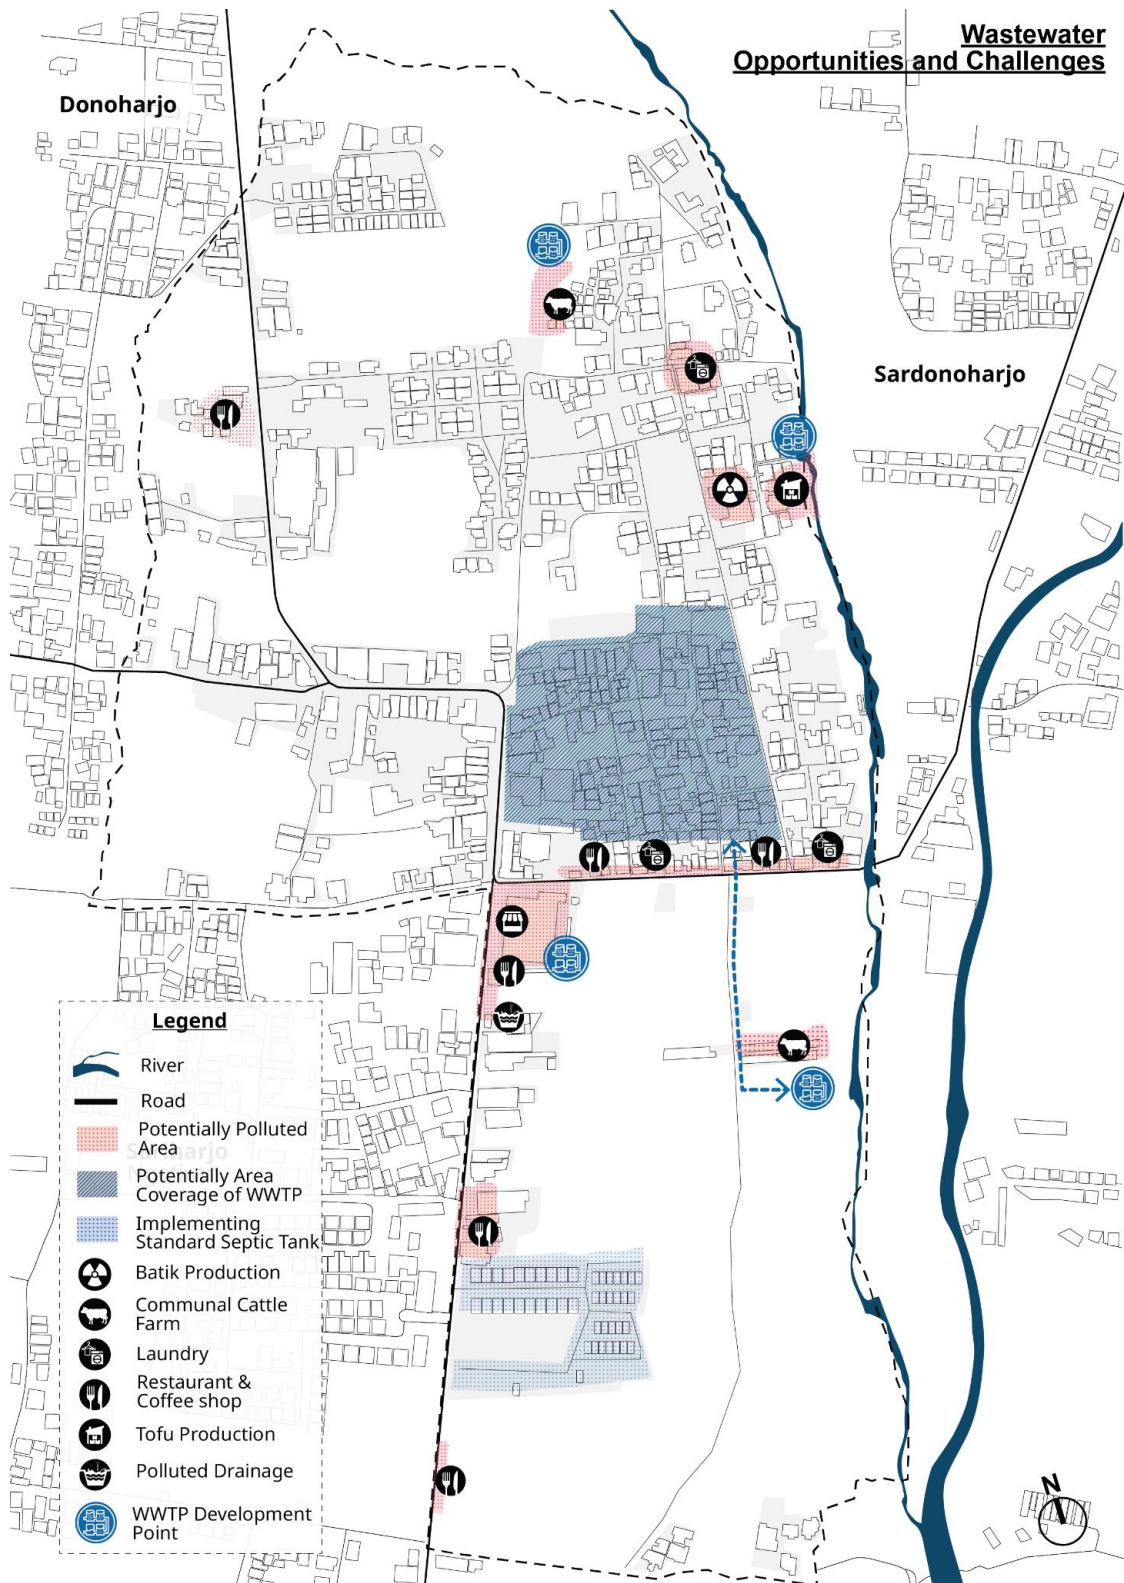 Wastewater
Opportunities and Challenges
Donoharjo
Sardonoharjo
Legend
River
Road
Potentially Polluted
Area
Potentially Area
Coverage of WWTP
Implementing
Standard Septic Tank
Batik Production
Communal Cattle
Farm
Laundry
Restaurant &
Coffee shop
Tofu Production
Polluted Drainage
WWTP Development
Point
N